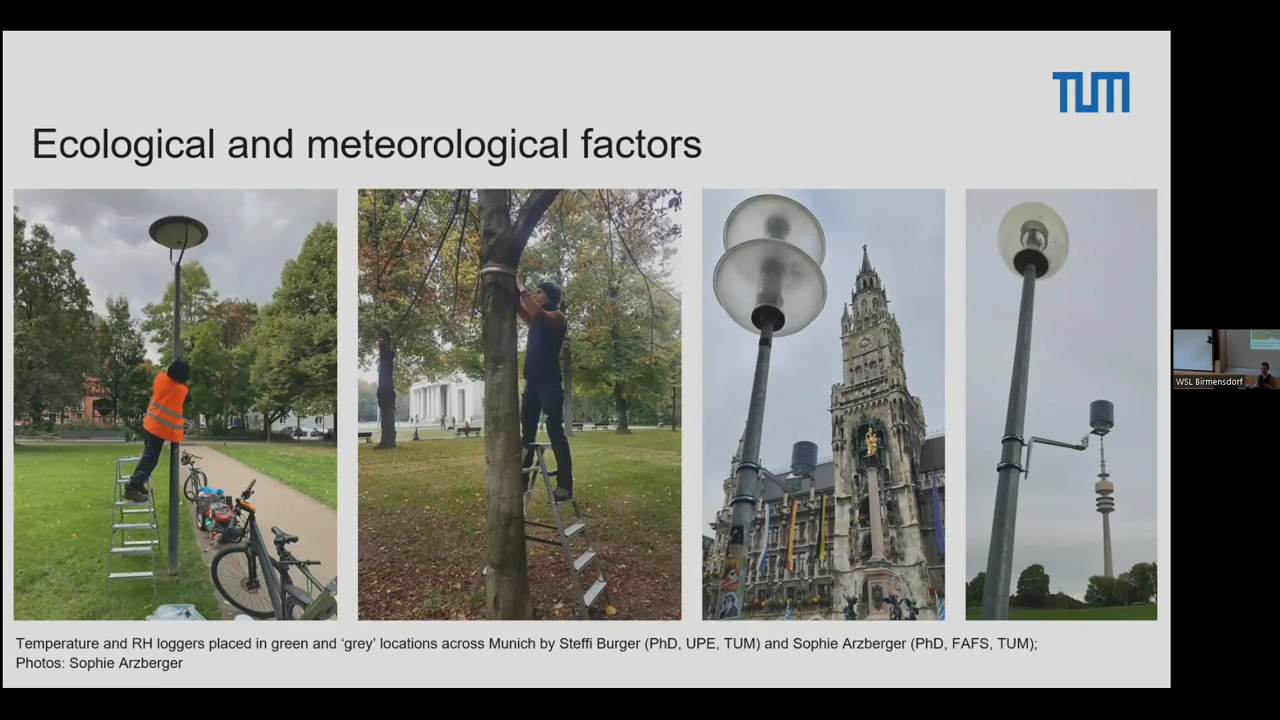 TUM
Ecological and meteorological factors
WSL Birmensdorf
Temperature and RH loggers placed in green and ‘grey’ locations across Munich by Steffi Burger (PhD, UPE, TUM) and Sophie Arzberger (PhD, FAFS, TUM);
Photos: Sophie Arzberger